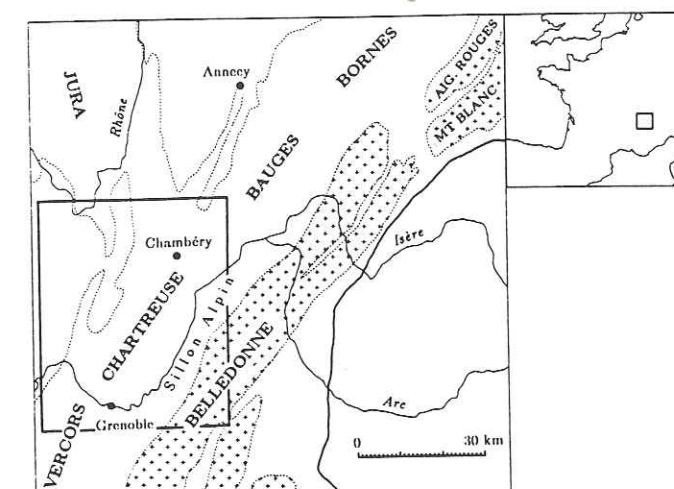 JURA
Rhône
Annecy
BORNES
AIG. ROUGES
MT BLANC
BAUGES
Chambéry
Isère
CHARTREUSE
Sillon Alpin
BELLEDONNE
Arc
Grenoble
VERCORS
0 30 km